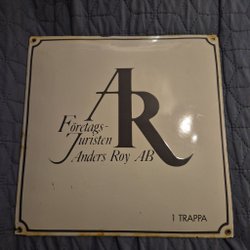 AR
Företags-
Juristen
Anders Roy AB
1 TRAPPA